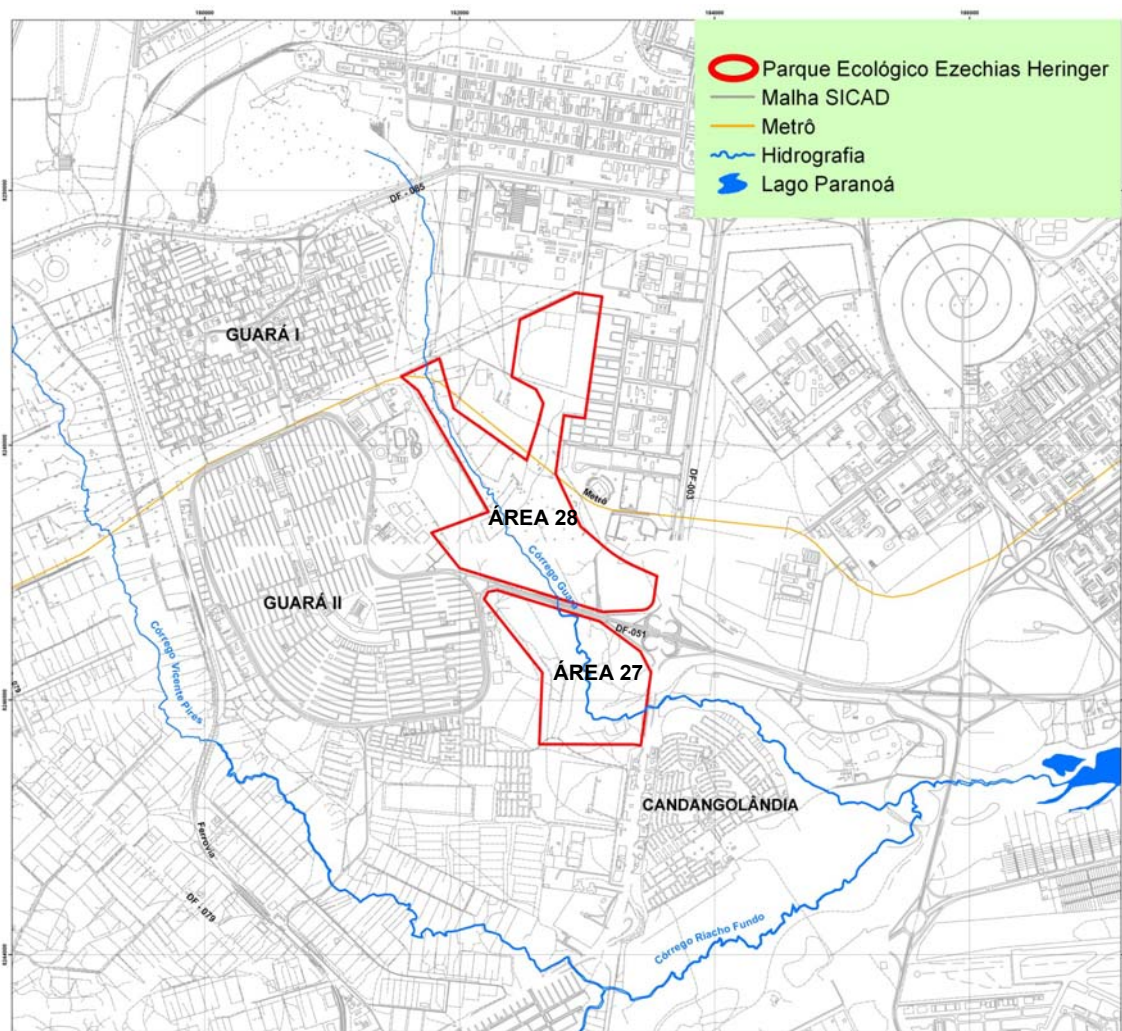 Parque Ecológico Ezechias Heringer
Malha SICAD
Metrô
Hidrografia
Lago Paranoá
DF - 085
GUARÁ I
DF-003
Metrô
ÁREA 28
Córrego Guará
GUARÁ II
DF-051
ÁREA 27
Córrego Vicente Pires
079
CANDANGOLÂNDIA
Ferrovia
DF - 079
Córrego Riacho Fundo